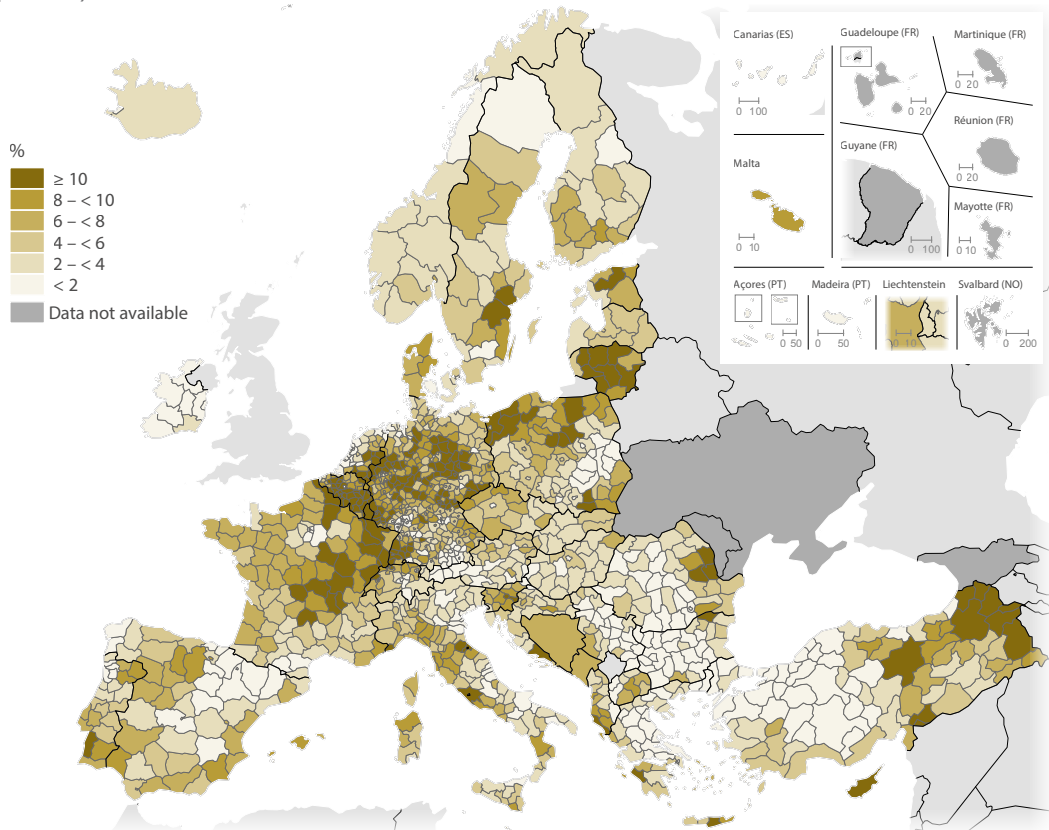 %
≥ 10
8 – < 10
6 – < 8
4 – < 6
2 – < 4
< 2
Data not available
Canarias (ES)
0 100
Guadeloupe (FR)
0 20
Martinique (FR)
0 20
Malta
0 10
Guyane (FR)
0 100
Réunion (FR)
0 20
Mayotte (FR)
0 10
Açores (PT)
0 50
Madeira (PT)
0 50
Liechtenstein
0 10
Svalbard (NO)
0 200